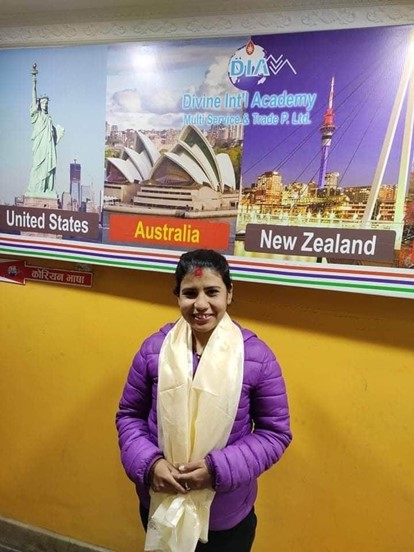 DIA
Divine Int'l Academy
Multi Service & Trade P. Ltd.
United States
Australia
New Zealand
कोरियन भाषा